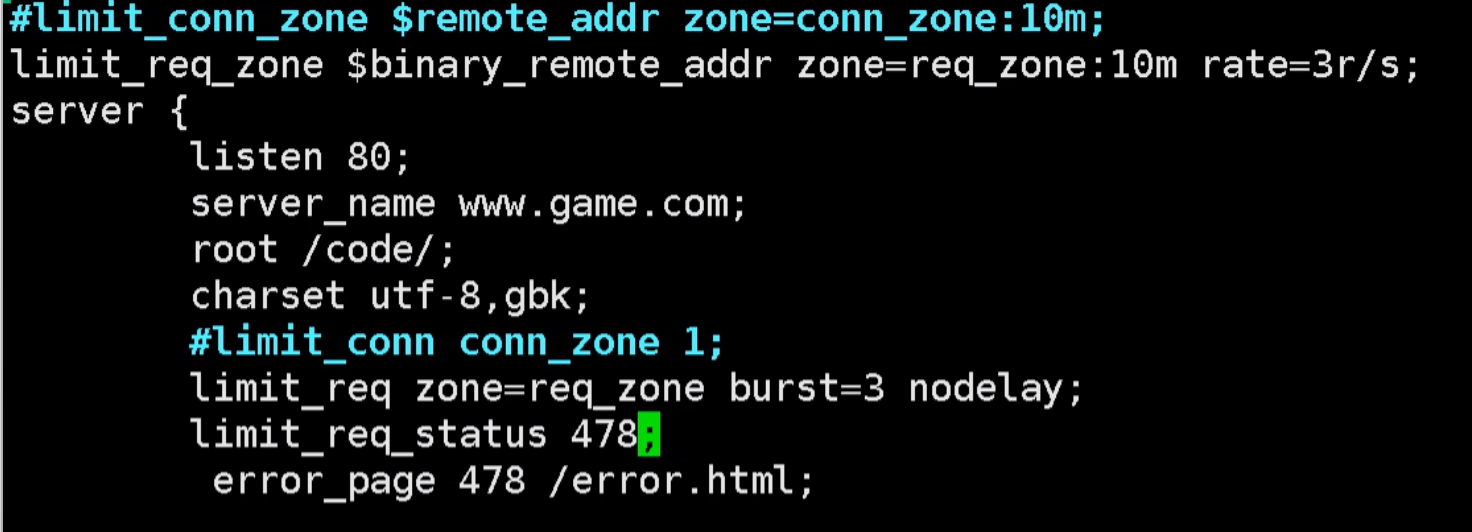 #limit_conn_zone $remote_addr zone=conn_zone:10m;
limit_req_zone $binary_remote_addr zone=req_zone:10m rate=3r/s;
server {
        listen 80;
        server_name www.game.com;
        root /code/;
        charset utf-8,gbk;
        #limit_conn conn_zone 1;
        limit_req zone=req_zone burst=3 nodelay;
        limit_req_status 478;
         error_page 478 /error.html;